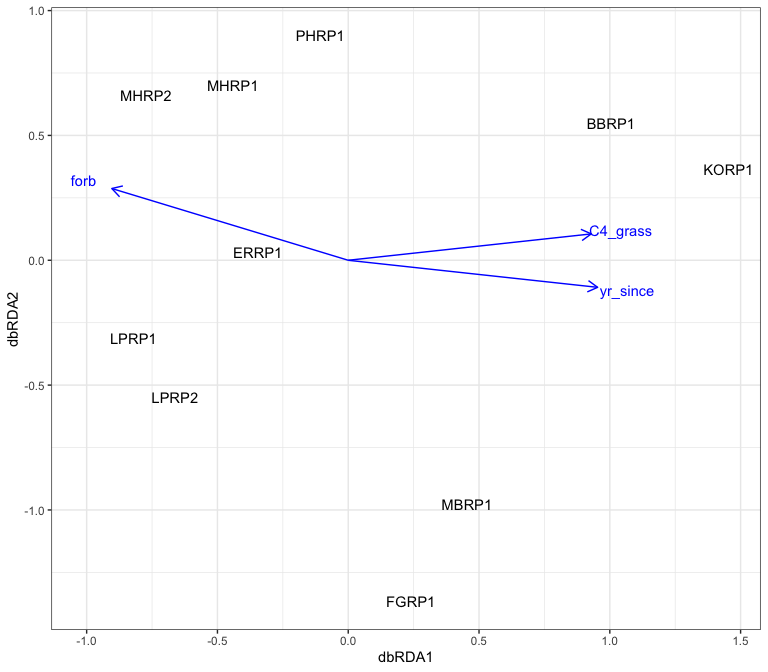 1.0
PHRP1
MHRP1
MHRP2
BBRP1
0.5
KORP1
forb
C4_grass
ERRP1
0.0
yr_since
LPRP1
-0.5
LPRP2
MBRP1
-1.0
FGRP1
dbRDA2
-1.0 -0.5 0.0 0.5 1.0 1.5
dbRDA1